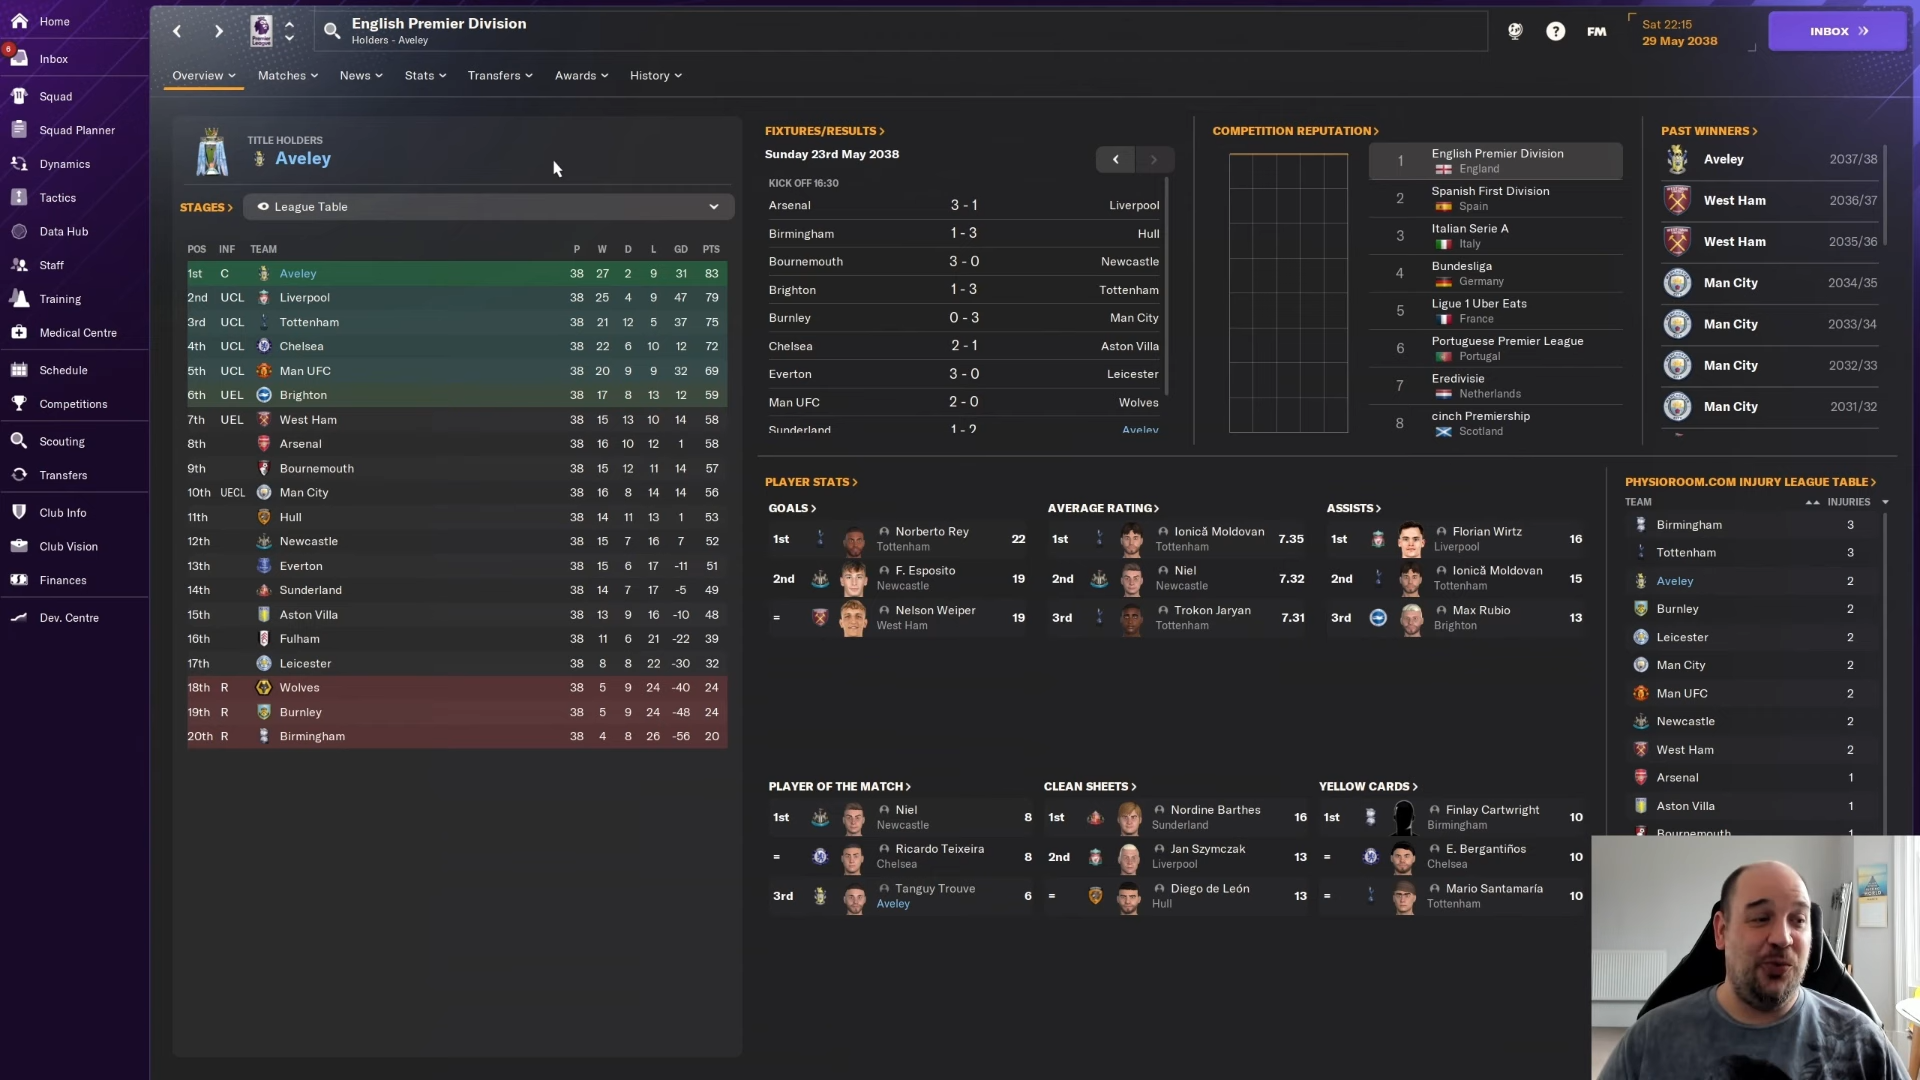 Home
6
Inbox
Squad
Squad Planner
Dynamics
Tactics
Data Hub
Staff
Training
Medical Centre
Schedule
Competitions
Scouting
Transfers
Club Info
Club Vision
Finances
Dev. Centre
English Premier Division
Holders - Aveley
FM
Sat 22:15
29 May 2038
INBOX
Overview Matches News Stats Transfers Awards History
TITLE HOLDERS
Aveley
STAGES League Table
POS INF TEAM P W D L GD PTS
1st C Aveley 38 27 2 9 31 83
2nd UCL Liverpool 38 25 4 9 47 79
3rd UCL Tottenham 38 21 12 5 37 75
4th UCL Chelsea 38 22 6 10 12 72
5th UCL Man UFC 38 20 9 9 32 69
6th UEL Brighton 38 17 8 13 12 59
7th UEL West Ham 38 15 13 10 14 58
8th Arsenal 38 16 10 12 1 58
9th Bournemouth 38 15 12 11 14 57
10th UECL Man City 38 16 8 14 14 56
11th Hull 38 14 11 13 1 53
12th Newcastle 38 15 7 16 7 52
13th Everton 38 15 6 17 -11 51
14th Sunderland 38 14 7 17 -5 49
15th Aston Villa 38 13 9 16 -10 48
16th Fulham 38 11 6 21 -22 39
17th Leicester 38 8 8 22 -30 32
18th R Wolves 38 5 9 24 -40 24
19th R Burnley 38 5 9 24 -48 24
20th R Birmingham 38 4 8 26 -56 20
FIXTURES/RESULTS
Sunday 23rd May 2038
KICK OFF 16:30
Arsenal 3 - 1 Liverpool
Birmingham 1 - 3 Hull
Bournemouth 3 - 0 Newcastle
Brighton 1 - 3 Tottenham
Burnley 0 - 3 Man City
Chelsea 2 - 1 Aston Villa
Everton 3 - 0 Leicester
Man UFC 2 - 0 Wolves
Sunderland 1 - 2 Aveley
COMPETITION REPUTATION
1 English Premier Division
England
2 Spanish First Division
Spain
3 Italian Serie A
Italy
4 Bundesliga
Germany
5 Ligue 1 Uber Eats
France
6 Portuguese Premier League
Portugal
7 Eredivisie
Netherlands
8 cinch Premiership
Scotland
PAST WINNERS
Aveley 2037/38
West Ham 2036/37
West Ham 2035/36
Man City 2034/35
Man City 2033/34
Man City 2032/33
Man City 2031/32
PLAYER STATS
GOALS
1st Norberto Rey 22
Tottenham
2nd F. Esposito 19
Newcastle
= Nelson Weiper 19
West Ham
AVERAGE RATING
1st Ionică Moldovan 7.35
Tottenham
2nd Niel 7.32
Newcastle
3rd Trokon Jaryan 7.31
Tottenham
ASSISTS
1st Florian Wirtz 16
Liverpool
2nd Ionică Moldovan 15
Tottenham
3rd Max Rubio 13
Brighton
PLAYER OF THE MATCH
1st Niel 8
Newcastle
= Ricardo Teixeira 8
Chelsea
3rd Tanguy Trouve 6
Aveley
CLEAN SHEETS
1st Nordine Barthes 16
Sunderland
2nd Jan Szymczak 13
Liverpool
= Diego de León 13
Hull
YELLOW CARDS
1st Finlay Cartwright 10
Birmingham
= E. Bergantiños 10
Chelsea
= Mario Santamaría 10
Tottenham
PHYSIOROOM.COM INJURY LEAGUE TABLE
TEAM INJURIES
Birmingham 3
Tottenham 3
Aveley 2
Burnley 2
Leicester 2
Man City 2
Man UFC 2
Newcastle 2
West Ham 2
Arsenal 1
Aston Villa 1
Bournemouth 1